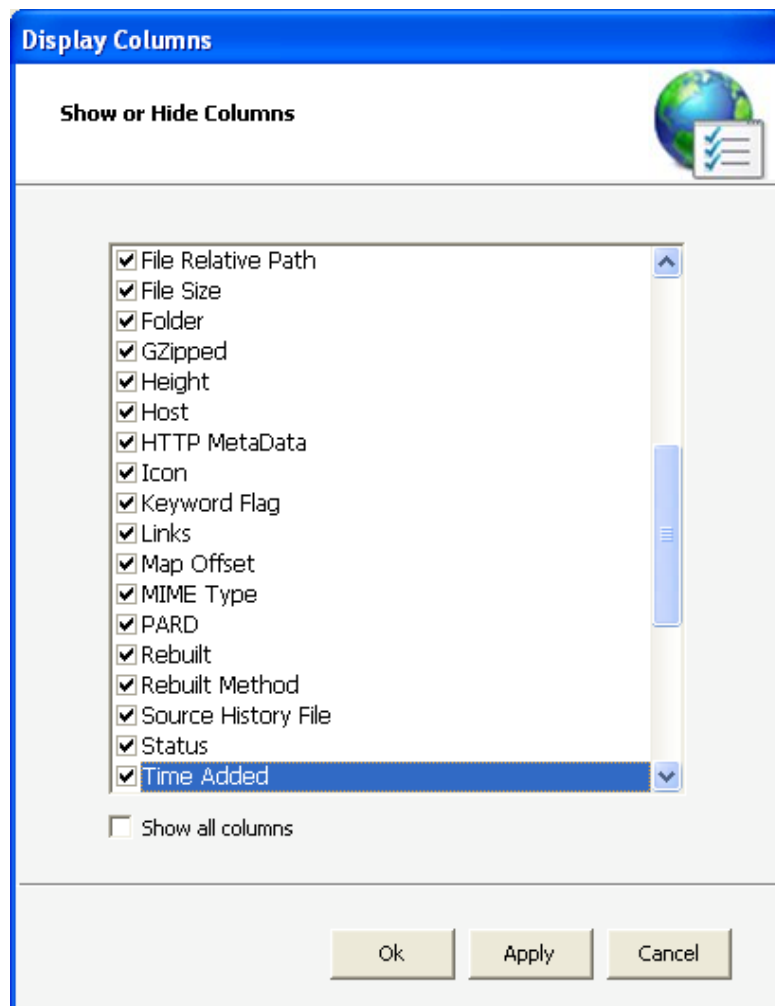 Display Columns
Show or Hide Columns
File Relative Path
File Size
Folder
GZipped
Height
Host
HTTP MetaData
Icon
Keyword Flag
Links
Map Offset
MIME Type
PARD
Rebuilt
Rebuilt Method
Source History File
Status
Time Added
Show all columns
Ok
Apply
Cancel